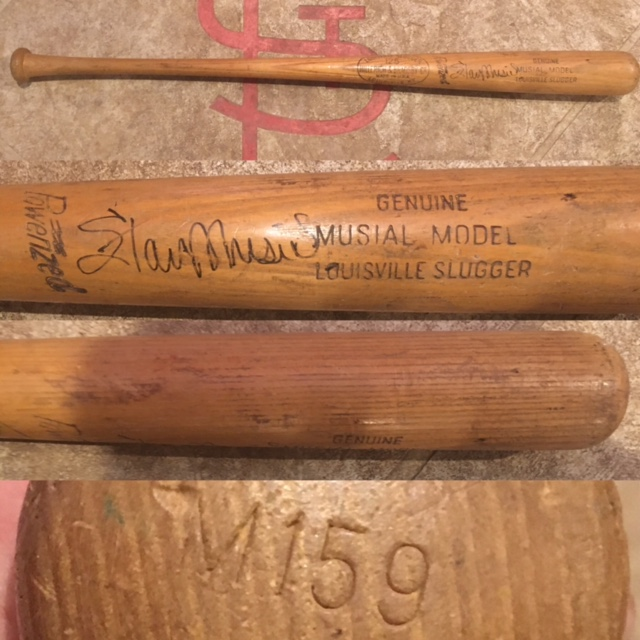 Powerized
Stan Musial
GENUINE
MUSIAL MODEL
LOUISVILLE SLUGGER
GENUINE
M159